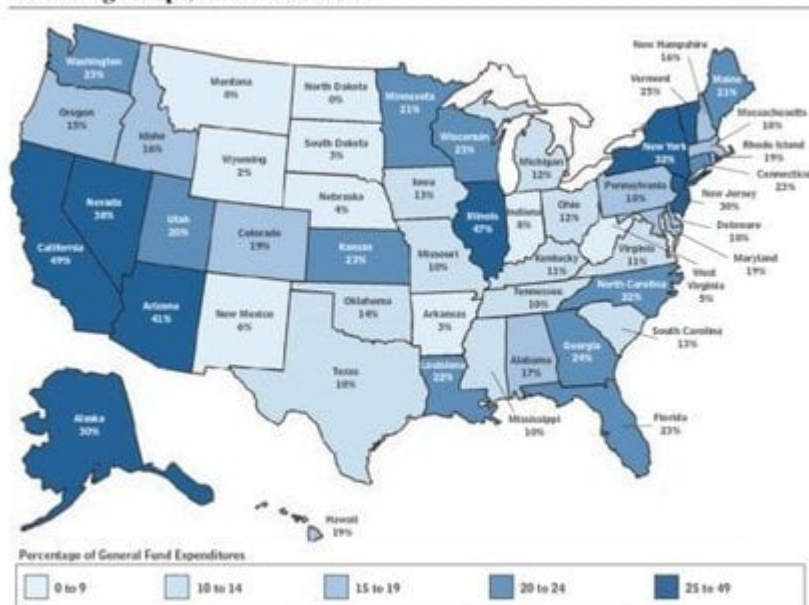 Washington
23%
Oregon
15%
Idaho
16%
Montana
0%
North Dakota
0%
South Dakota
3%
Wyoming
2%
Nebraska
4%
Minnesota
21%
Wisconsin
23%
Iowa
13%
Michigan
12%
Nevada
38%
Utah
20%
Colorado
19%
Kansas
23%
California
49%
Arizona
41%
New Mexico
6%
Oklahoma
14%
Texas
10%
Missouri
10%
Arkansas
3%
Louisiana
22%
Illinois
47%
Indiana
8%
Ohio
12%
Kentucky
11%
Tennessee
10%
Mississippi
10%
Alabama
17%
Georgia
24%
Florida
23%
South Carolina
13%
North Carolina
22%
Virginia
11%
West
Virginia
5%
Maryland
19%
Delaware
18%
New Jersey
30%
Pennsylvania
18%
New York
32%
Connecticut
23%
Rhode Island
19%
Massachusetts
18%
Maine
21%
New Hampshire
16%
Vermont
25%
Alaska
30%
Hawaii
19%
Percentage of General Fund Expenditures
0 to 9
10 to 14
15 to 19
20 to 24
25 to 49